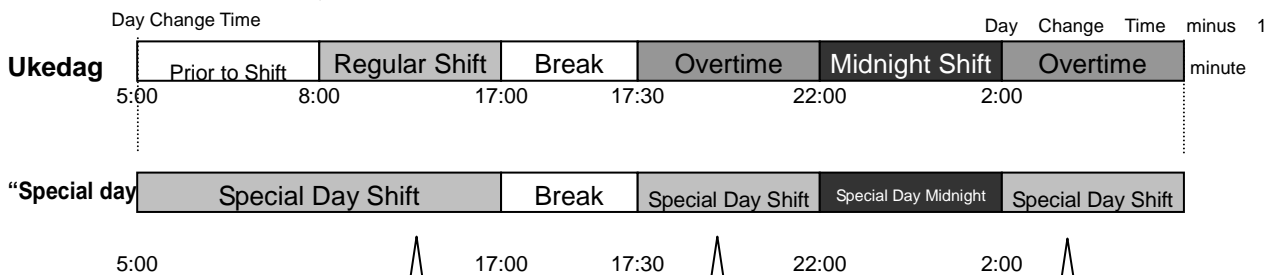 Day Change Time
Day Change Time minus 1
minute
Ukedag
Prior to Shift Regular Shift Break Overtime Midnight Shift Overtime
5:00 8:00 17:00 17:30 22:00 2:00
“Special day
Special Day Shift Break Special Day Shift Special Day Midnight Special Day Shift
5:00 17:00 17:30 22:00 2:00